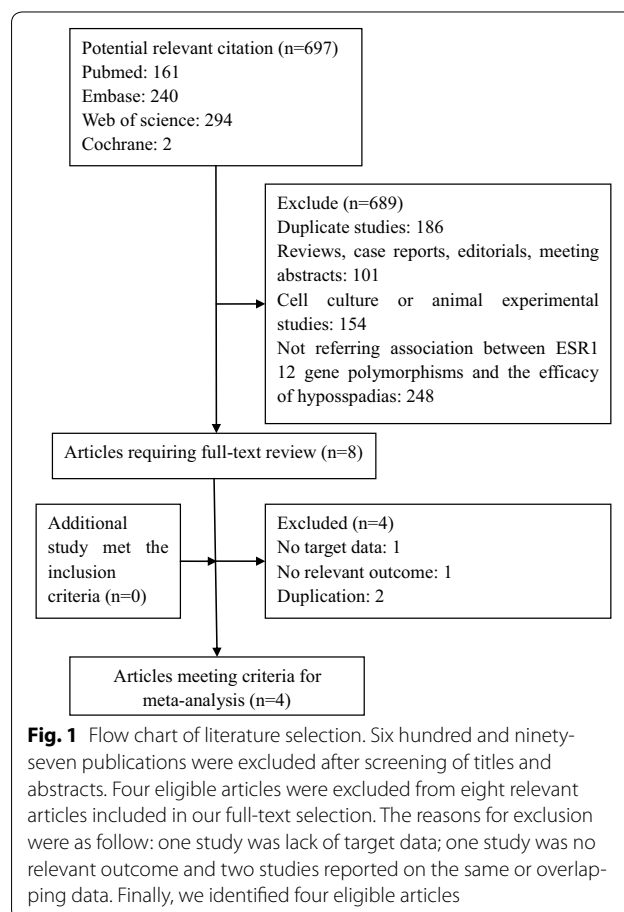 Potential relevant citation (n=697)
Pubmed: 161
Embase: 240
Web of science: 294
Cochrane: 2
Exclude (n=689)
Duplicate studies: 186
Reviews, case reports, editorials, meeting
abstracts: 101
Cell culture or animal experimental
studies: 154
Not referring association between ESR1
12 gene polymorphisms and the efficacy
of hyposspadias: 248
Articles requiring full-text review (n=8)
Additional
study met the
inclusion
criteria (n=0)
Excluded (n=4)
No target data: 1
No relevant outcome: 1
Duplication: 2
Articles meeting criteria for
meta-analysis (n=4)
Fig. 1 Flow chart of literature selection. Six hundred and ninety-
seven publications were excluded after screening of titles and
abstracts. Four eligible articles were excluded from eight relevant
articles included in our full-text selection. The reasons for exclusion
were as follow: one study was lack of target data; one study was no
relevant outcome and two studies reported on the same or overlap-
ping data. Finally, we identified four eligible articles